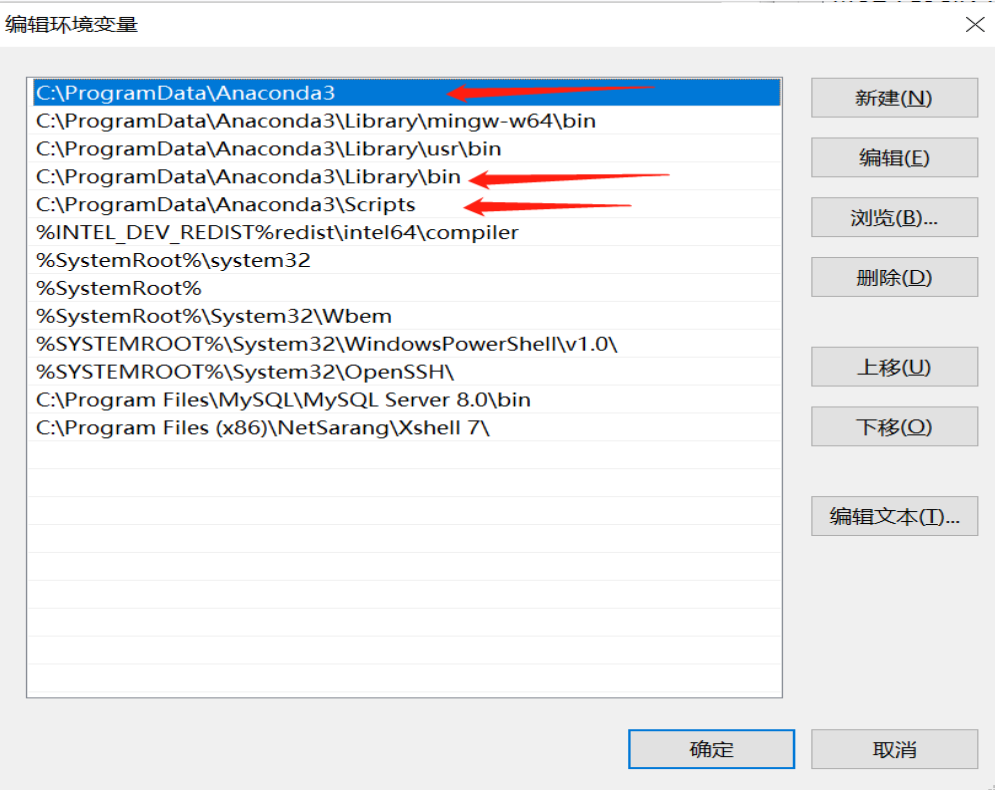 编辑环境变量
C:\ProgramData\Anaconda3
C:\ProgramData\Anaconda3\Library\mingw-w64\bin
C:\ProgramData\Anaconda3\Library\usr\bin
C:\ProgramData\Anaconda3\Library\bin
C:\ProgramData\Anaconda3\Scripts
%INTEL_DEV_REDIST%redist\intel64\compiler
%SystemRoot%\system32
%SystemRoot%
%SystemRoot%\System32\Wbem
%SYSTEMROOT%\System32\WindowsPowerShell\v1.0\
%SYSTEMROOT%\System32\OpenSSH\
C:\Program Files\MySQL\MySQL Server 8.0\bin
C:\Program Files (x86)\NetSarang\Xshell 7\
新建(N)
编辑(E)
浏览(B)...
删除(D)
上移(U)
下移(O)
编辑文本(T)...
确定
取消